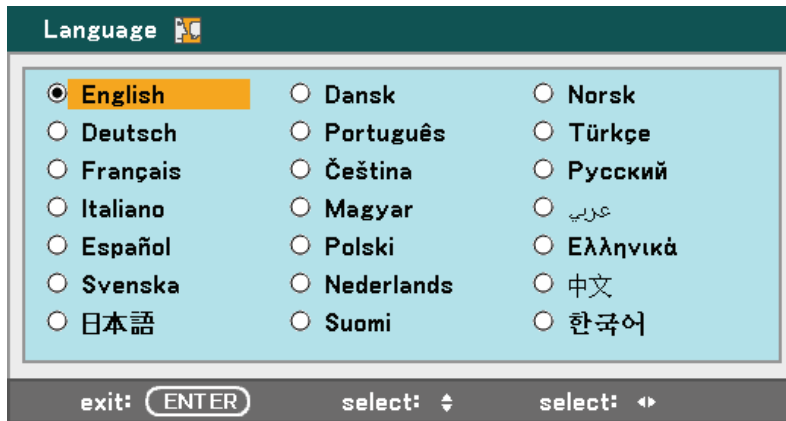 Language
English Dansk Norsk
Deutsch Português Türkçe
Français Čeština Русский
Italiano Magyar عربي
Español Polski Ελληνικά
Svenska Nederlands 中文
日本語 Suomi 한국어
exit: ENTER select: select: